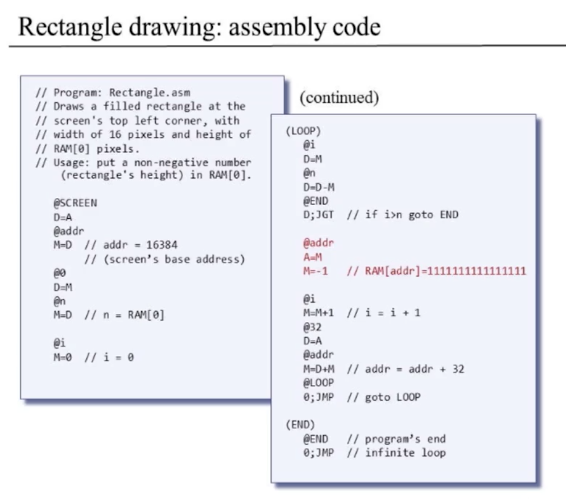 Rectangle drawing: assembly code
// Program: Rectangle.asm
// Draws a filled rectangle at the
// screen's top left corner, with
// width of 16 pixels and height of
// RAM[0] pixels.
// Usage: put a non-negative number
(rectangle's height) in RAM[0].
@SCREEN
D=A
@addr
M=D // addr = 16384
// (screen's base address)
@0
D=M
@n
M=D // n = RAM[0]
@i
M=0 // i = 0
(continued)
(LOOP)
@i
D=M
@n
D=D-M
@END
D;JGT // if i>n goto END
@addr
A=M
M=-1 // RAM[addr]=1111111111111111
@i
M=M+1 // i = i + 1
@32
D=A
@addr
M=D+M // addr = addr + 32
@LOOP
0;JMP // goto LOOP
(END)
@END // program's end
0;JMP // infinite loop